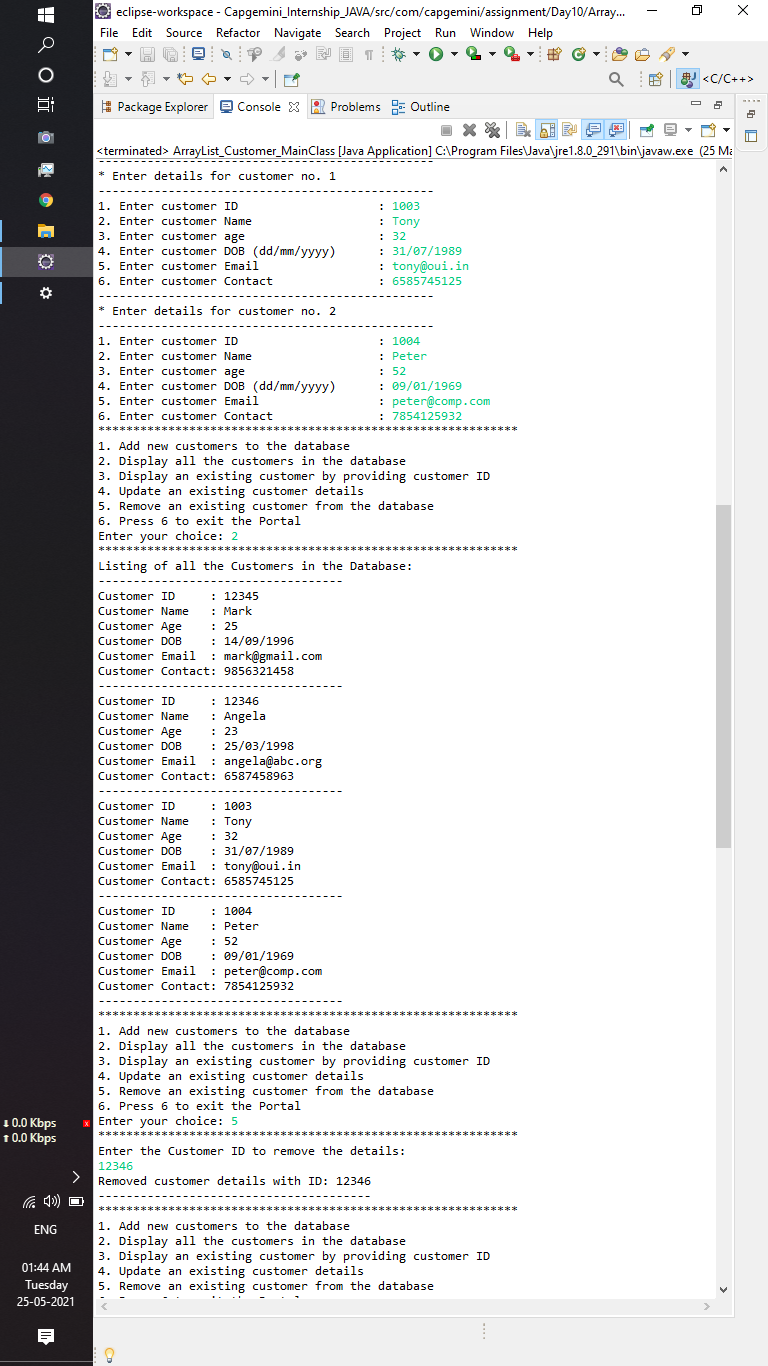 eclipse-workspace - Capgemini_Internship_JAVA/src/com/capgemini/assignment/Day10/Array...
File Edit Source Refactor Navigate Search Project Run Window Help
<C/C++>
Package Explorer Console Problems Outline
<terminated> ArrayList_Customer_MainClass [Java Application] C:\Program Files\Java\jre1.8.0_291\bin\javaw.exe (25 Ma
------------------------------------------------
* Enter details for customer no. 1
------------------------------------------------
1. Enter customer ID : 1003
2. Enter customer Name : Tony
3. Enter customer age : 32
4. Enter customer DOB (dd/mm/yyyy) : 31/07/1989
5. Enter customer Email : tony@oui.in
6. Enter customer Contact : 6585745125
------------------------------------------------
* Enter details for customer no. 2
------------------------------------------------
1. Enter customer ID : 1004
2. Enter customer Name : Peter
3. Enter customer age : 52
4. Enter customer DOB (dd/mm/yyyy) : 09/01/1969
5. Enter customer Email : peter@comp.com
6. Enter customer Contact : 7854125932
************************************************************
1. Add new customers to the database
2. Display all the customers in the database
3. Display an existing customer by providing customer ID
4. Update an existing customer details
5. Remove an existing customer from the database
6. Press 6 to exit the Portal
Enter your choice: 2
************************************************************
Listing of all the Customers in the Database:
-----------------------------------
Customer ID : 12345
Customer Name : Mark
Customer Age : 25
Customer DOB : 14/09/1996
Customer Email : mark@gmail.com
Customer Contact: 9856321458
-----------------------------------
Customer ID : 12346
Customer Name : Angela
Customer Age : 23
Customer DOB : 25/03/1998
Customer Email : angela@abc.org
Customer Contact: 6587458963
-----------------------------------
Customer ID : 1003
Customer Name : Tony
Customer Age : 32
Customer DOB : 31/07/1989
Customer Email : tony@oui.in
Customer Contact: 6585745125
-----------------------------------
Customer ID : 1004
Customer Name : Peter
Customer Age : 52
Customer DOB : 09/01/1969
Customer Email : peter@comp.com
Customer Contact: 7854125932
-----------------------------------
************************************************************
1. Add new customers to the database
2. Display all the customers in the database
3. Display an existing customer by providing customer ID
4. Update an existing customer details
5. Remove an existing customer from the database
6. Press 6 to exit the Portal
Enter your choice: 5
************************************************************
Enter the Customer ID to remove the details:
12346
Removed customer details with ID: 12346
---------------------------------------
************************************************************
1. Add new customers to the database
2. Display all the customers in the database
3. Display an existing customer by providing customer ID
4. Update an existing customer details
5. Remove an existing customer from the database
0.0 Kbps
0.0 Kbps
ENG
01:44 AM
Tuesday
25-05-2021